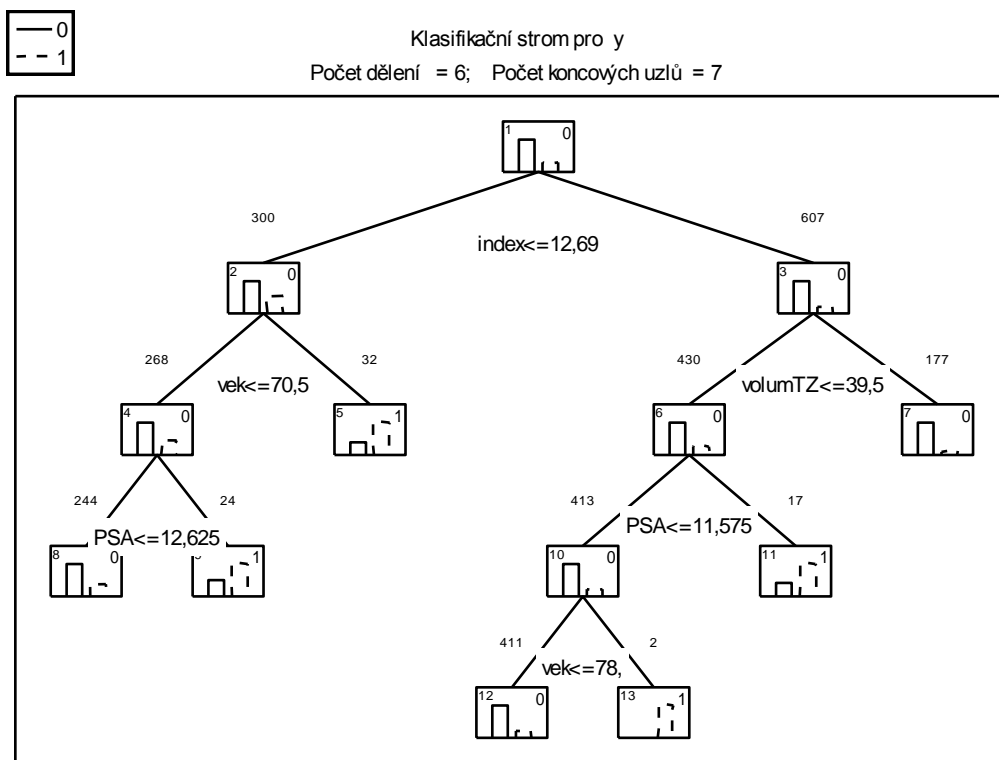 0
1
Klasifikační strom pro y
Počet dělení = 6; Počet koncových uzlů = 7
1 0
300 607
index<=12,69
2 0 3 0
268 32 430 177
vek<=70,5 volumTZ<=39,5
4 0 5 1 6 0 7 0
244 24 413 17
PSA<=12,625 PSA<=11,575
8 0 1 10 0 11 1
411 2
vek<=78,
12 0 13 1